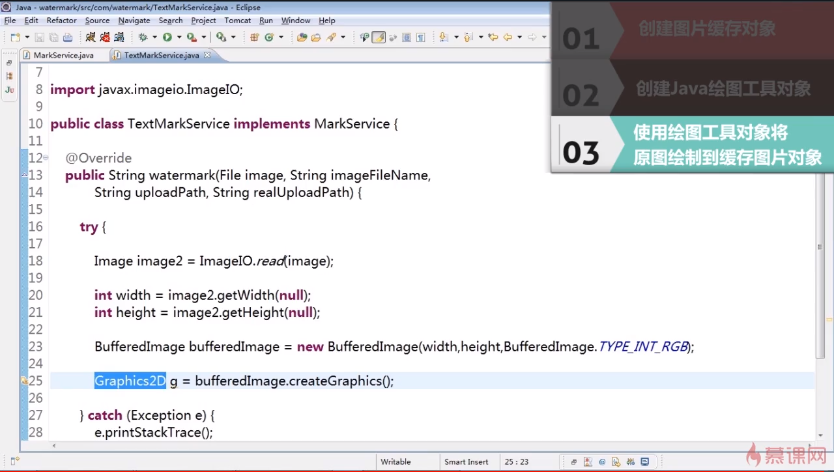 Java - watermark/src/com/watermark/TextMarkService.java - Eclipse
File Edit Source Refactor Navigate Search Project Tomcat Run Window Help
MarkService.java TextMarkService.java
01 创建图片缓存对象
02 创建Java绘图工具对象
03 使用绘图工具对象将
原图绘制到缓存图片对象
7
8 import javax.imageio.ImageIO;
9
10 public class TextMarkService implements MarkService {
11
12 @Override
13 public String watermark(File image, String imageFileName,
14 String uploadPath, String realUploadPath) {
15
16 try {
17
18 Image image2 = ImageIO.read(image);
19
20 int width = image2.getWidth(null);
21 int height = image2.getHeight(null);
22
23 BufferedImage bufferedImage = new BufferedImage(width,height,BufferedImage.TYPE_INT_RGB);
24
25 Graphics2D g = bufferedImage.createGraphics();
26
27 } catch (Exception e) {
28 e.printStackTrace();
Writable Smart Insert 25 : 23
慕课网